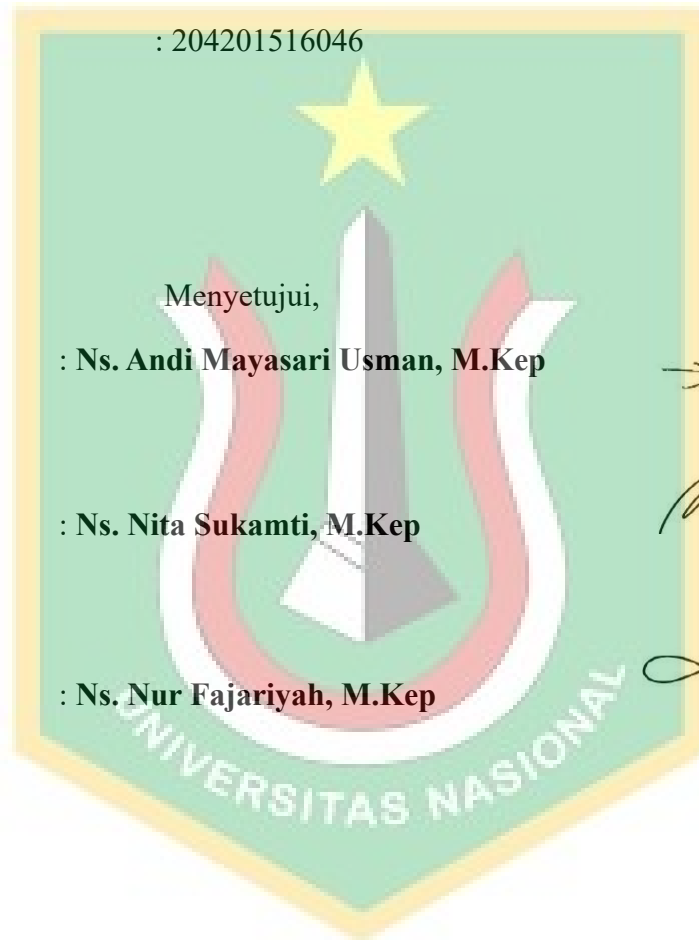 : 204201516046
Menyetujui,
: Ns. Andi Mayasari Usman, M.Kep
: Ns. Nita Sukamti, M.Kep
: Ns. Nur Fajariyah, M.Kep
UNIVERSITAS NASIONAL